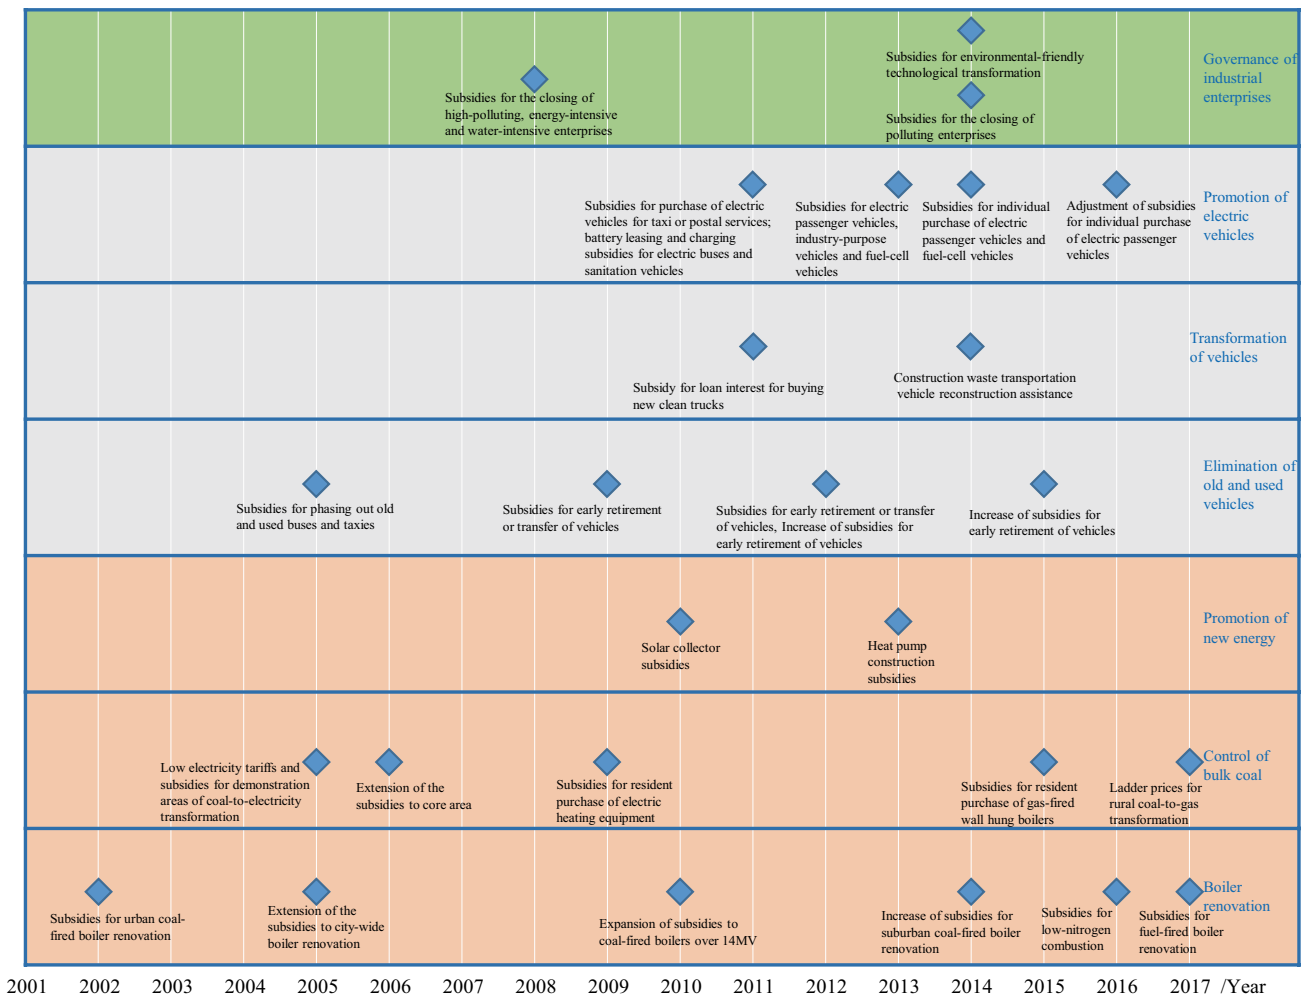 Subsidies for environmental-friendly
technological transformation
Governance of
industrial
enterprises
Subsidies for the closing of
high-polluting, energy-intensive
and water-intensive enterprises
Subsidies for the closing of
polluting enterprises
Subsidies for purchase of electric
vehicles for taxi or postal services;
battery leasing and charging
subsidies for electric buses and
sanitation vehicles
Subsidies for electric
passenger vehicles,
industry-purpose
vehicles and fuel-cell
vehicles
Subsidies for individual
purchase of electric
passenger vehicles and
fuel-cell vehicles
Adjustment of subsidies
for individual purchase
of electric passenger
vehicles
Promotion of
electric
vehicles
Subsidy for loan interest for buying
new clean trucks
Construction waste transportation
vehicle reconstruction assistance
Transformation
of vehicles
Subsidies for phasing out old
and used buses and taxies
Subsidies for early retirement
or transfer of vehicles
Subsidies for early retirement or transfer
of vehicles, Increase of subsidies for
early retirement of vehicles
Increase of subsidies for
early retirement of vehicles
Elimination of
old and used
vehicles
Solar collector
subsidies
Heat pump
construction
subsidies
Promotion of
new energy
Low electricity tariffs and
subsidies for demonstration
areas of coal-to-electricity
transformation
Extension of the
subsidies to core area
Subsidies for resident
purchase of electric
heating equipment
Subsidies for resident
purchase of gas-fired
wall hung boilers
Ladder prices for
rural coal-to-gas
transformation
Control of
bulk coal
Subsidies for urban coal-
fired boiler renovation
Extension of the
subsidies to city-wide
boiler renovation
Expansion of subsidies to
coal-fired boilers over 14MV
Increase of subsidies for
suburban coal-fired boiler
renovation
Subsidies for
low-nitrogen
combustion
Subsidies for
fuel-fired boiler
renovation
Boiler
renovation
2001 2002 2003 2004 2005 2006 2007 2008 2009 2010 2011 2012 2013 2014 2015 2016 2017 /Year